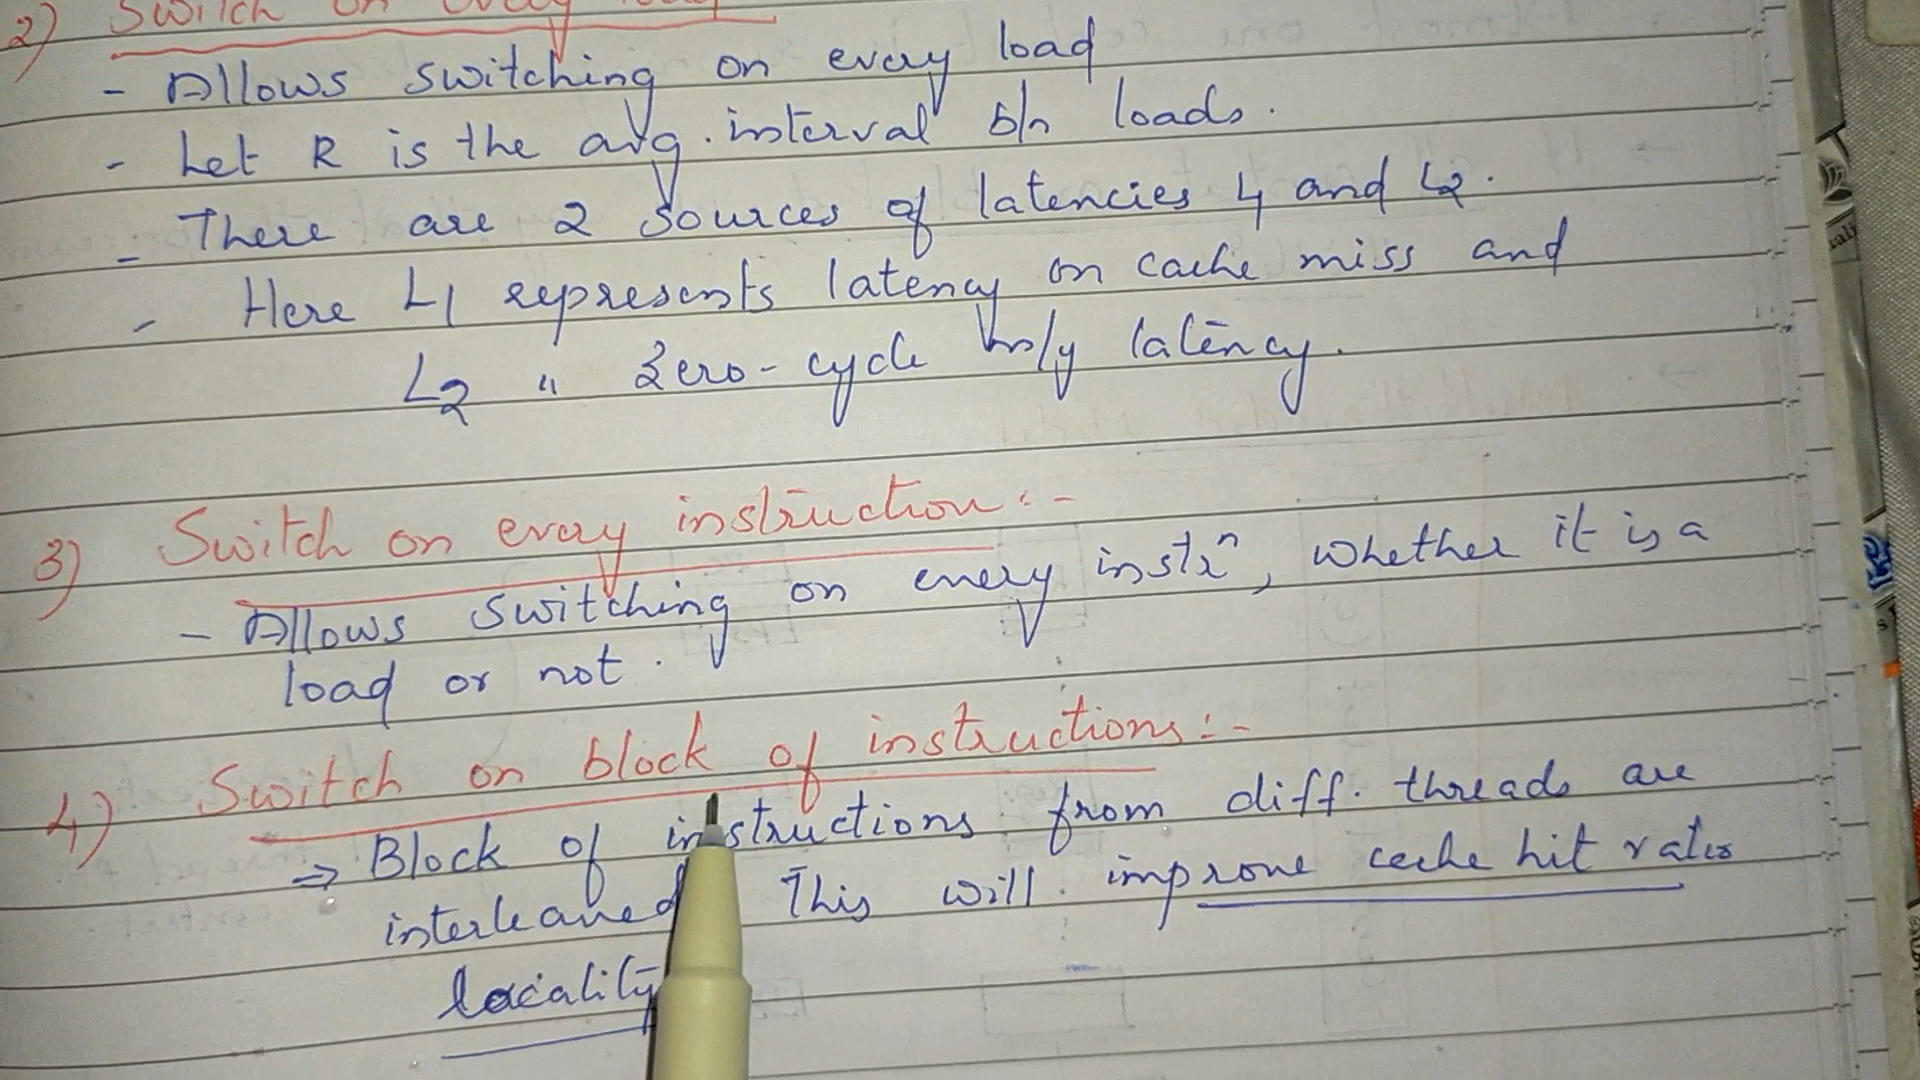 2) Switch on every load
- Allows switching on every load
- Let R is the avg. interval b/n loads.
- There are 2 sources of latencies L1 and L2.
- Here L1 represents latency on cache miss and
L2 " Zero-cycle m/y latency.
3) Switch on every instruction :-
- Allows switching on every instrⁿ, whether it is a
load or not.
4) Switch on block of instructions :-
⇒ Block of instructions from diff. threads are
interleaved This will improve cache hit rates
locality